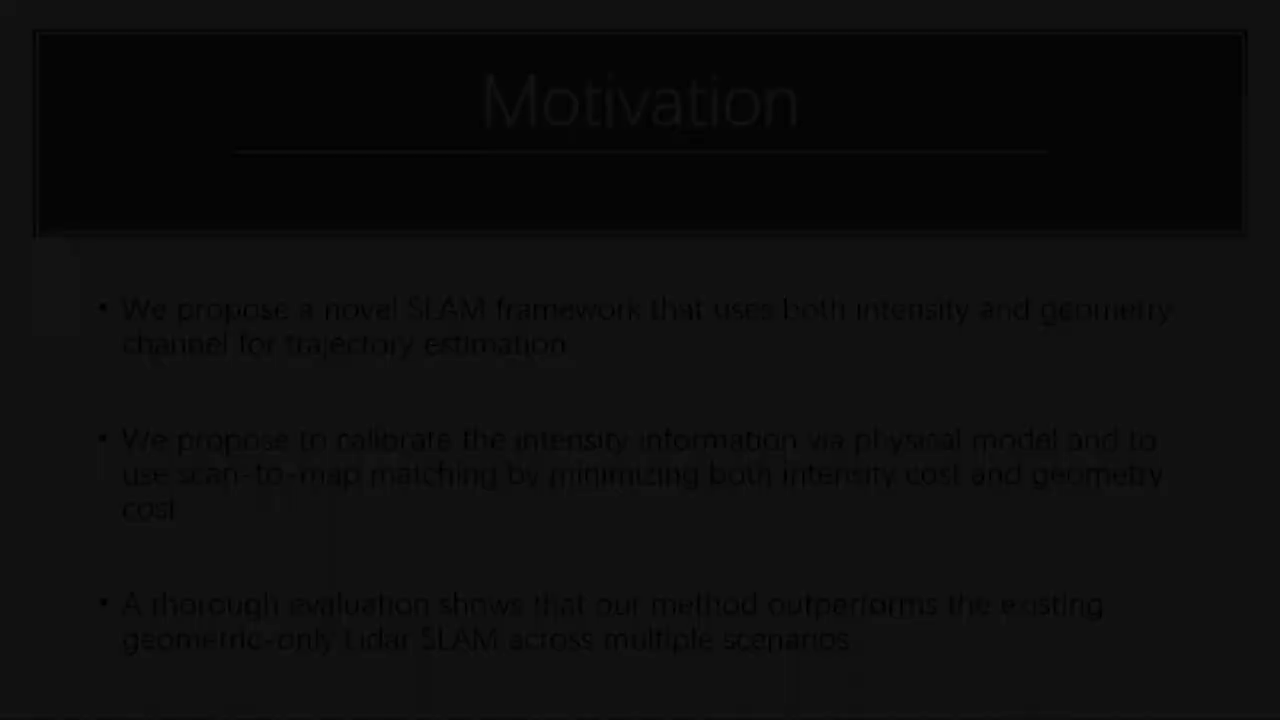 Motivation
• We propose a novel SLAM framework that uses both intensity and geometry
channel for trajectory estimation.
• We propose to calibrate the intensity information via physical model and to
use scan-to-map matching by minimizing both intensity cost and geometry
cost.
• A thorough evaluation shows that our method outperforms the existing
geometric-only Lidar SLAM across multiple scenarios.